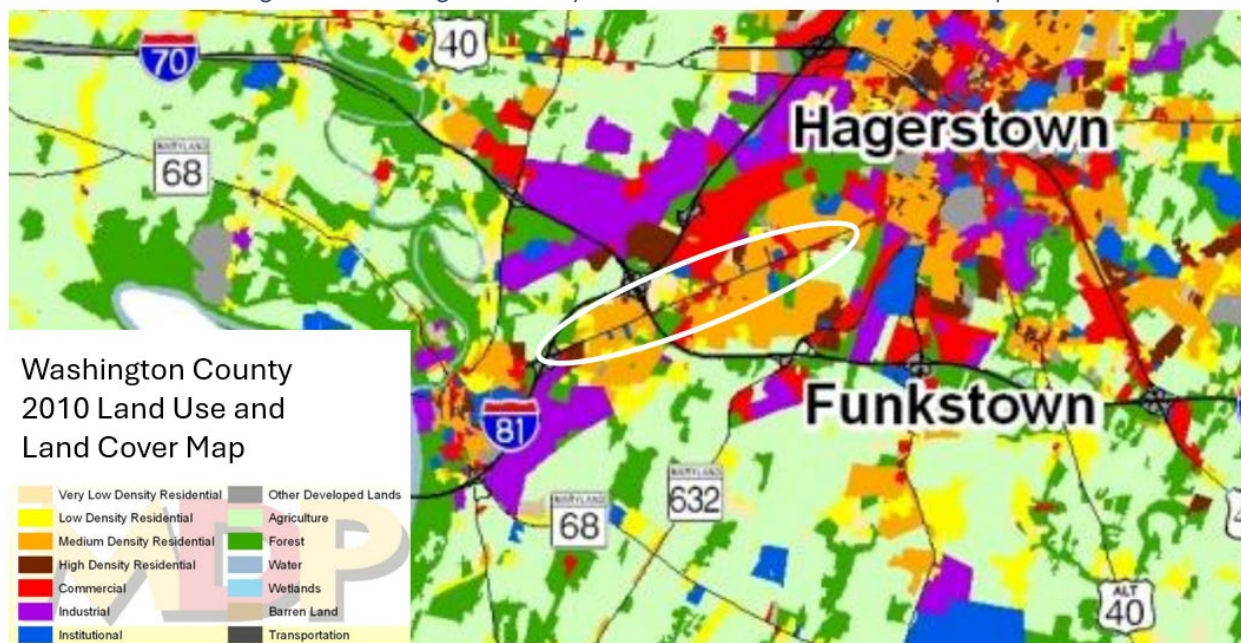 40
70
Hagerstown
MARYLAND
68
Washington County
2010 Land Use and
Land Cover Map
81
Funkstown
MARYLAND
632
MARYLAND
68
ALT
40
Very Low Density Residential
Low Density Residential
Medium Density Residential
High Density Residential
Commercial
Industrial
Institutional
Other Developed Lands
Agriculture
Forest
Water
Wetlands
Barren Land
Transportation
MDP